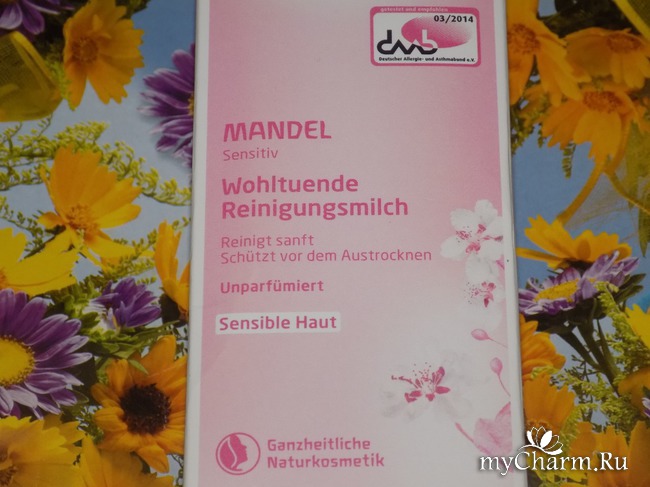 getestet und empfohlen
03/2014
daab
Deutscher Allergie- und Asthmabund e.V.
MANDEL
Sensitiv
Wohltuende
Reinigungsmilch
Reinigt sanft
Schützt vor dem Austrocknen
Unparfümiert
Sensible Haut
Ganzheitliche
Naturkosmetik
myCharm.Ru